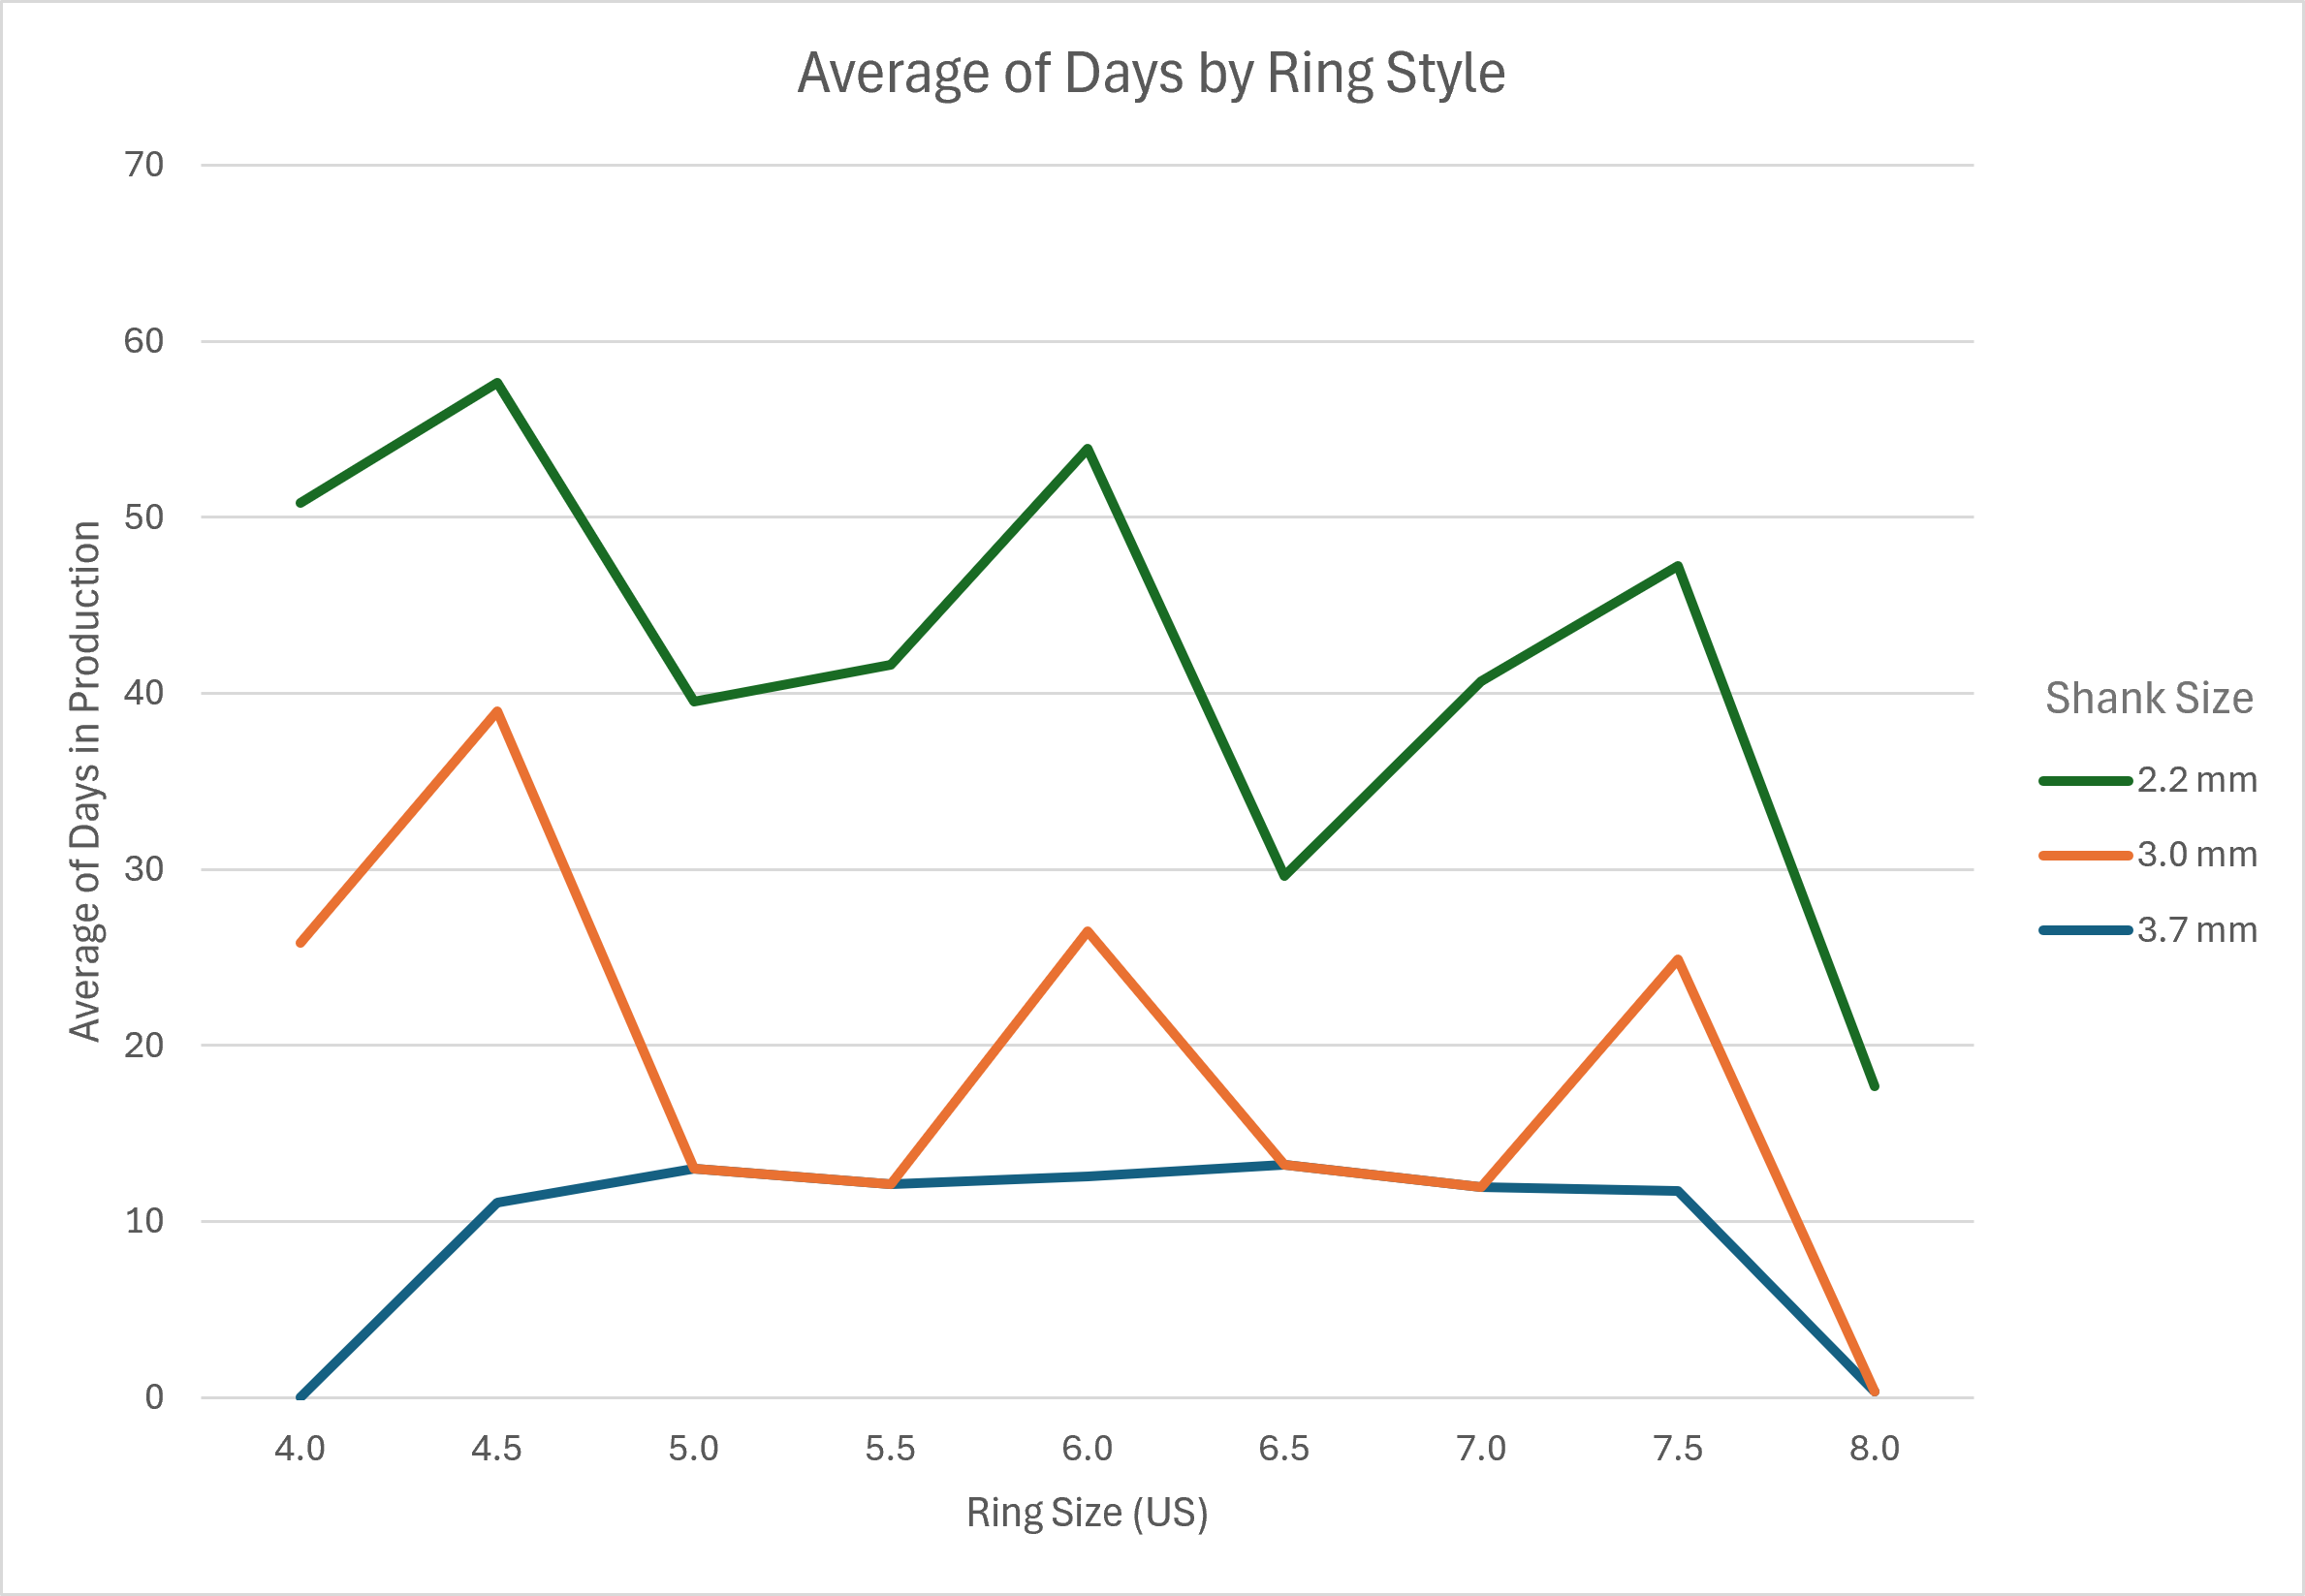 Average of Days by Ring Style
Average of Days in Production
70
60
50
40
30
20
10
0
4.0 4.5 5.0 5.5 6.0 6.5 7.0 7.5 8.0
Ring Size (US)
Shank Size
2.2 mm
3.0 mm
3.7 mm